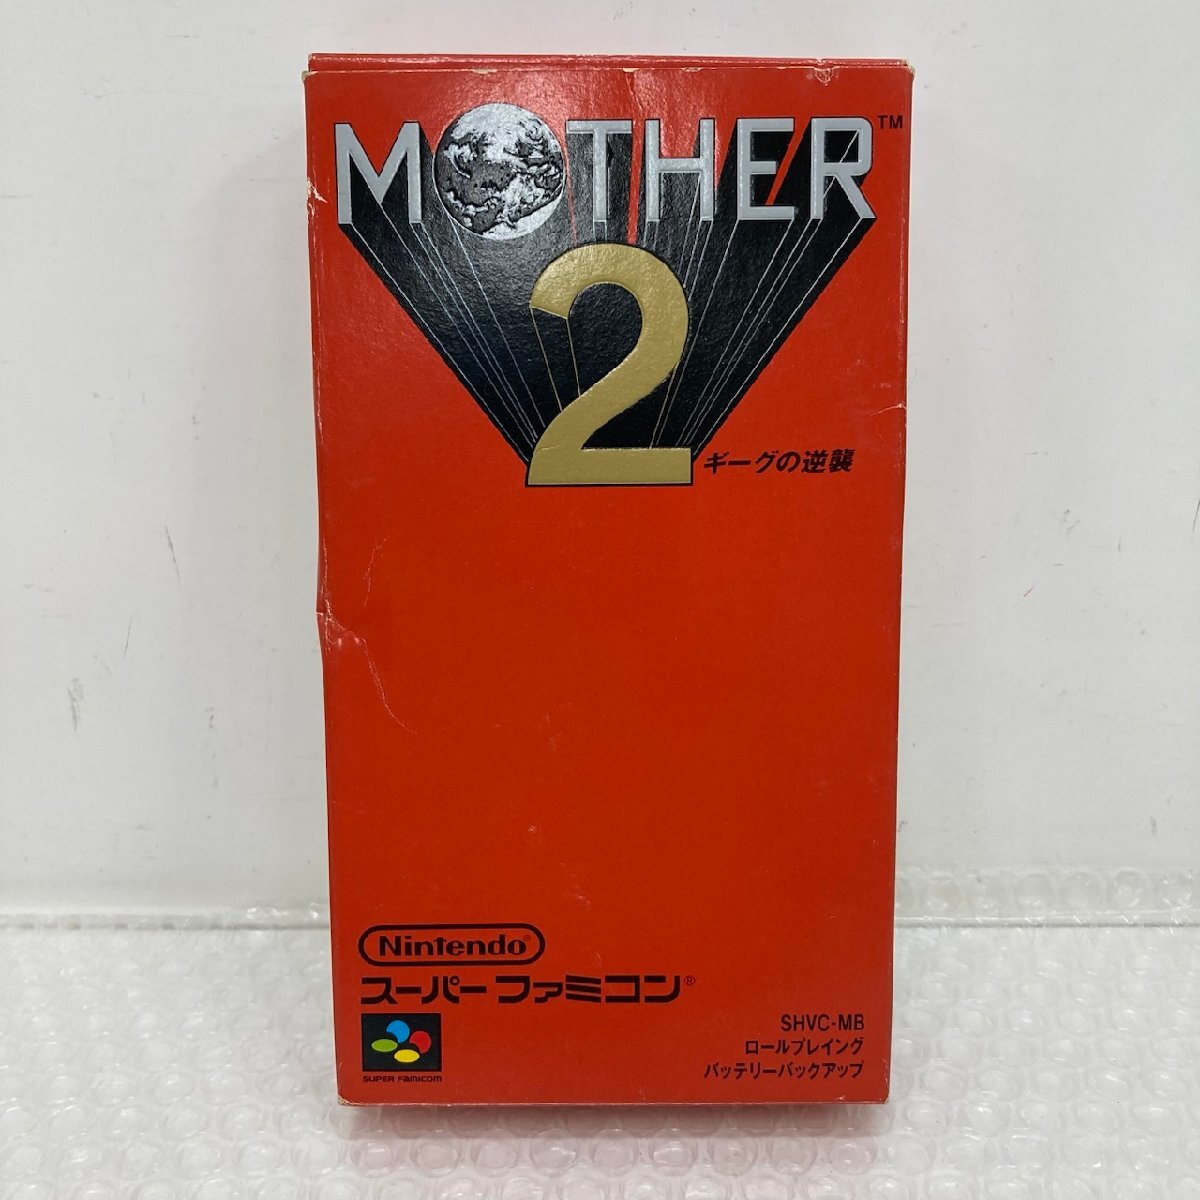 MOTHER™
2
ギーグの逆襲
Nintendo®
スーパーファミコン®
SUPER FAMICOM
SHVC-MB
ロールプレイング
バッテリーバックアップ